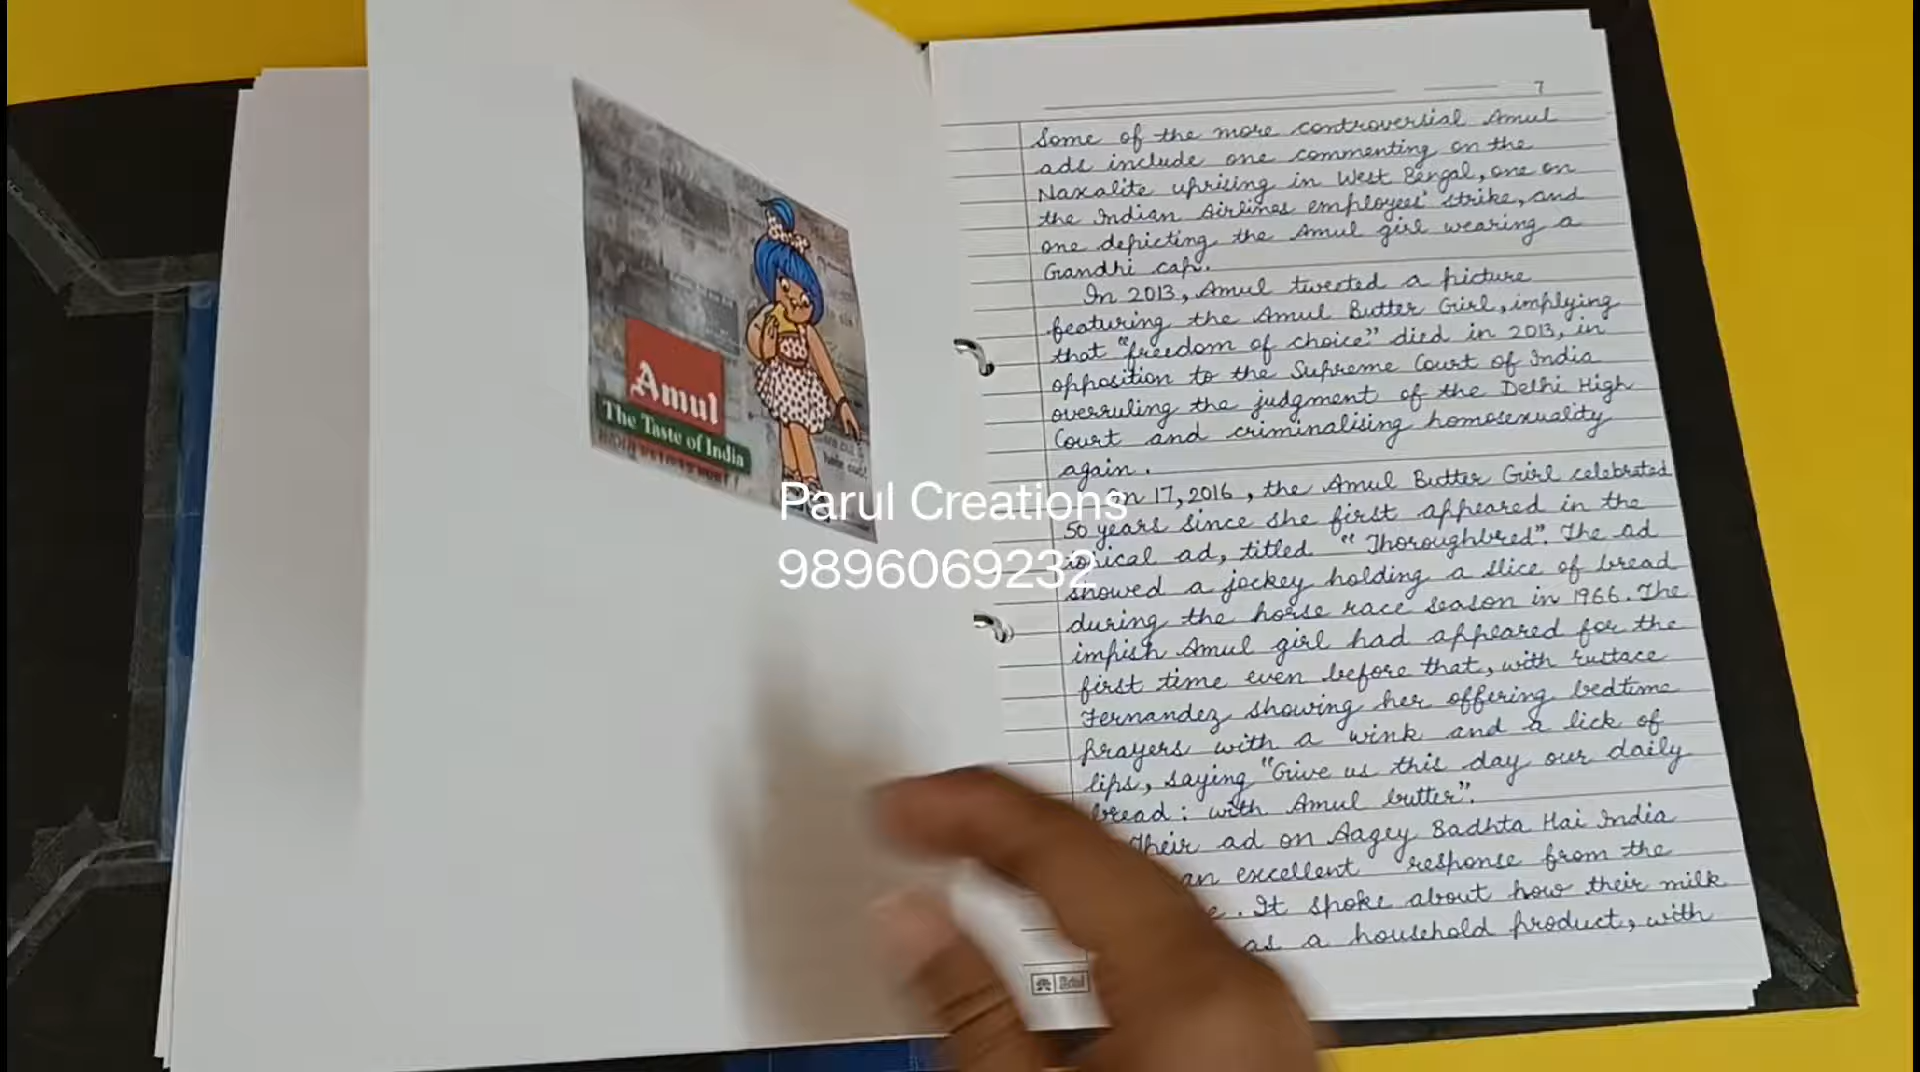 Amul
The Taste of India
Parul Creations
9896069232
7
Some of the more controversial Amul
ads include one commenting on the
Naxalite uprising in West Bengal, one on
the Indian Airlines employees' strike, and
one depicting the Amul girl wearing a
Gandhi cap.
In 2013, Amul tweeted a picture
featuring the Amul Butter Girl, implying
that "freedom of choice" died in 2013, in
opposition to the Supreme Court of India
overruling the judgment of the Delhi High
Court and criminalising homosexuality
again.
On 17, 2016, the Amul Butter Girl celebrated
50 years since she first appeared in the
ad, titled "Thoroughbred". The ad
showed a jockey holding a slice of bread
during the horse race season in 1966. The
impish Amul girl had appeared for the
first time even before that, with
Fernandez showing her offering bedtime
prayers with a wink and a lick of
lips, saying "Give us this day our daily
bread: with Amul butter".
Their ad on Aagey Badhta Hai India
an excellent response from the
It spoke about how their milk
as a household product, with